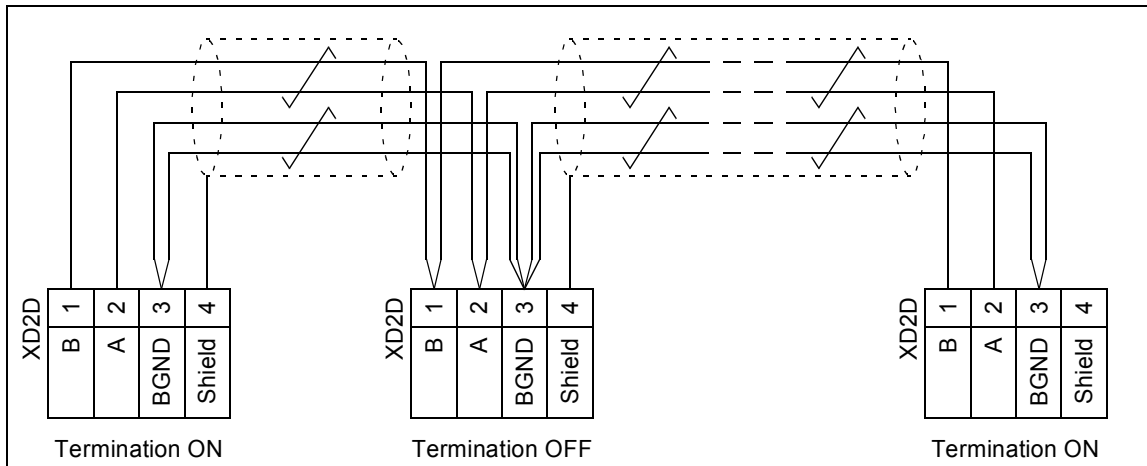 XD2D
1 2 3 4
B A BGND Shield
Termination ON
XD2D
1 2 3 4
B A BGND Shield
Termination OFF
XD2D
1 2 3 4
B A BGND Shield
Termination ON